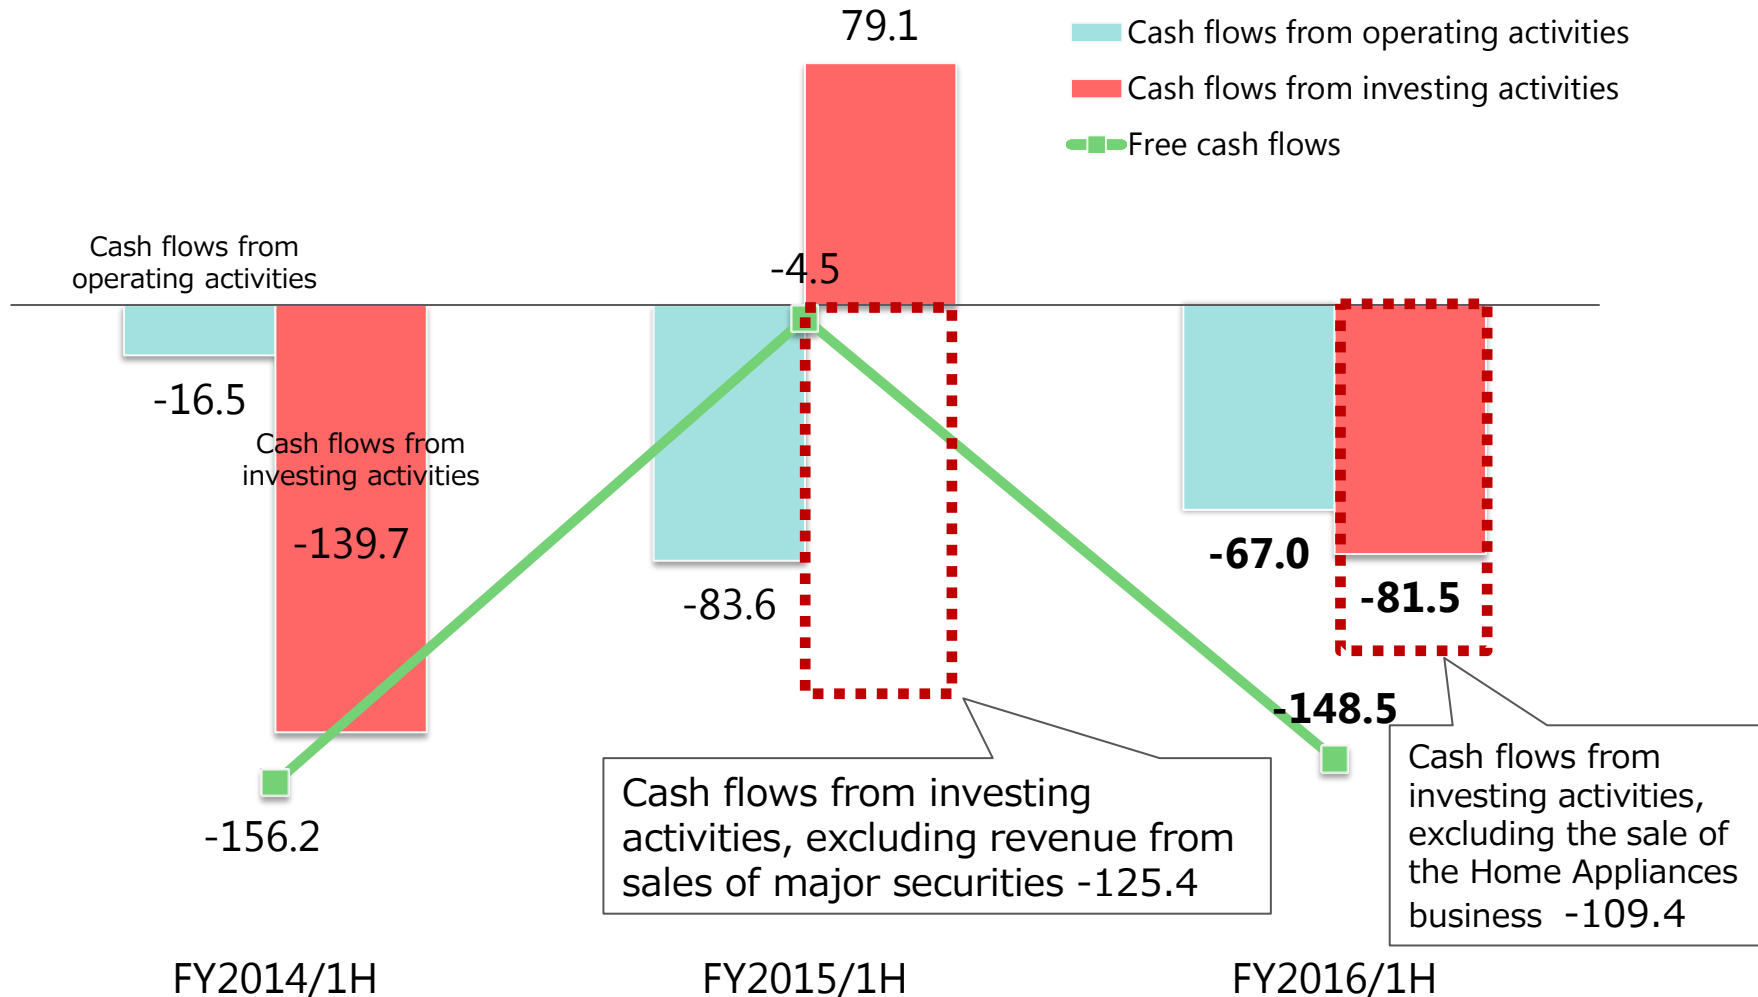 79.1
Cash flows from operating activities
Cash flows from investing activities
Free cash flows
Cash flows from
operating activities
-4.5
-16.5
Cash flows from
investing activities
-139.7
-83.6
-67.0
-81.5
-148.5
-156.2
Cash flows from investing
activities, excluding revenue from
sales of major securities -125.4
Cash flows from
investing activities,
excluding the sale of
the Home Appliances
business -109.4
FY2014/1H
FY2015/1H
FY2016/1H